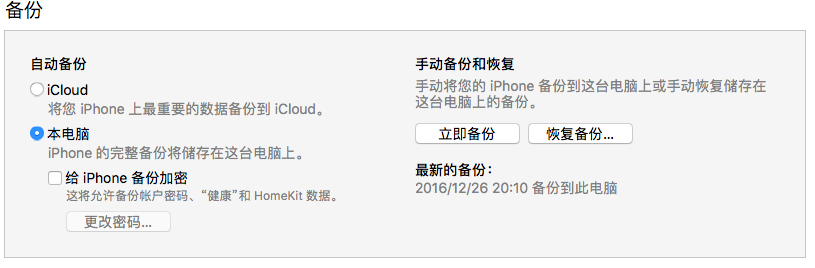 备份
自动备份
iCloud
将您 iPhone 上最重要的数据备份到 iCloud。
本电脑
iPhone 的完整备份将储存在这台电脑上。
给 iPhone 备份加密
这将允许备份帐户密码、“健康”和 HomeKit 数据。
更改密码...
手动备份和恢复
手动将您的 iPhone 备份到这台电脑上或手动恢复储存在
这台电脑上的备份。
立即备份
恢复备份...
最新的备份：
2016/12/26 20:10 备份到此电脑